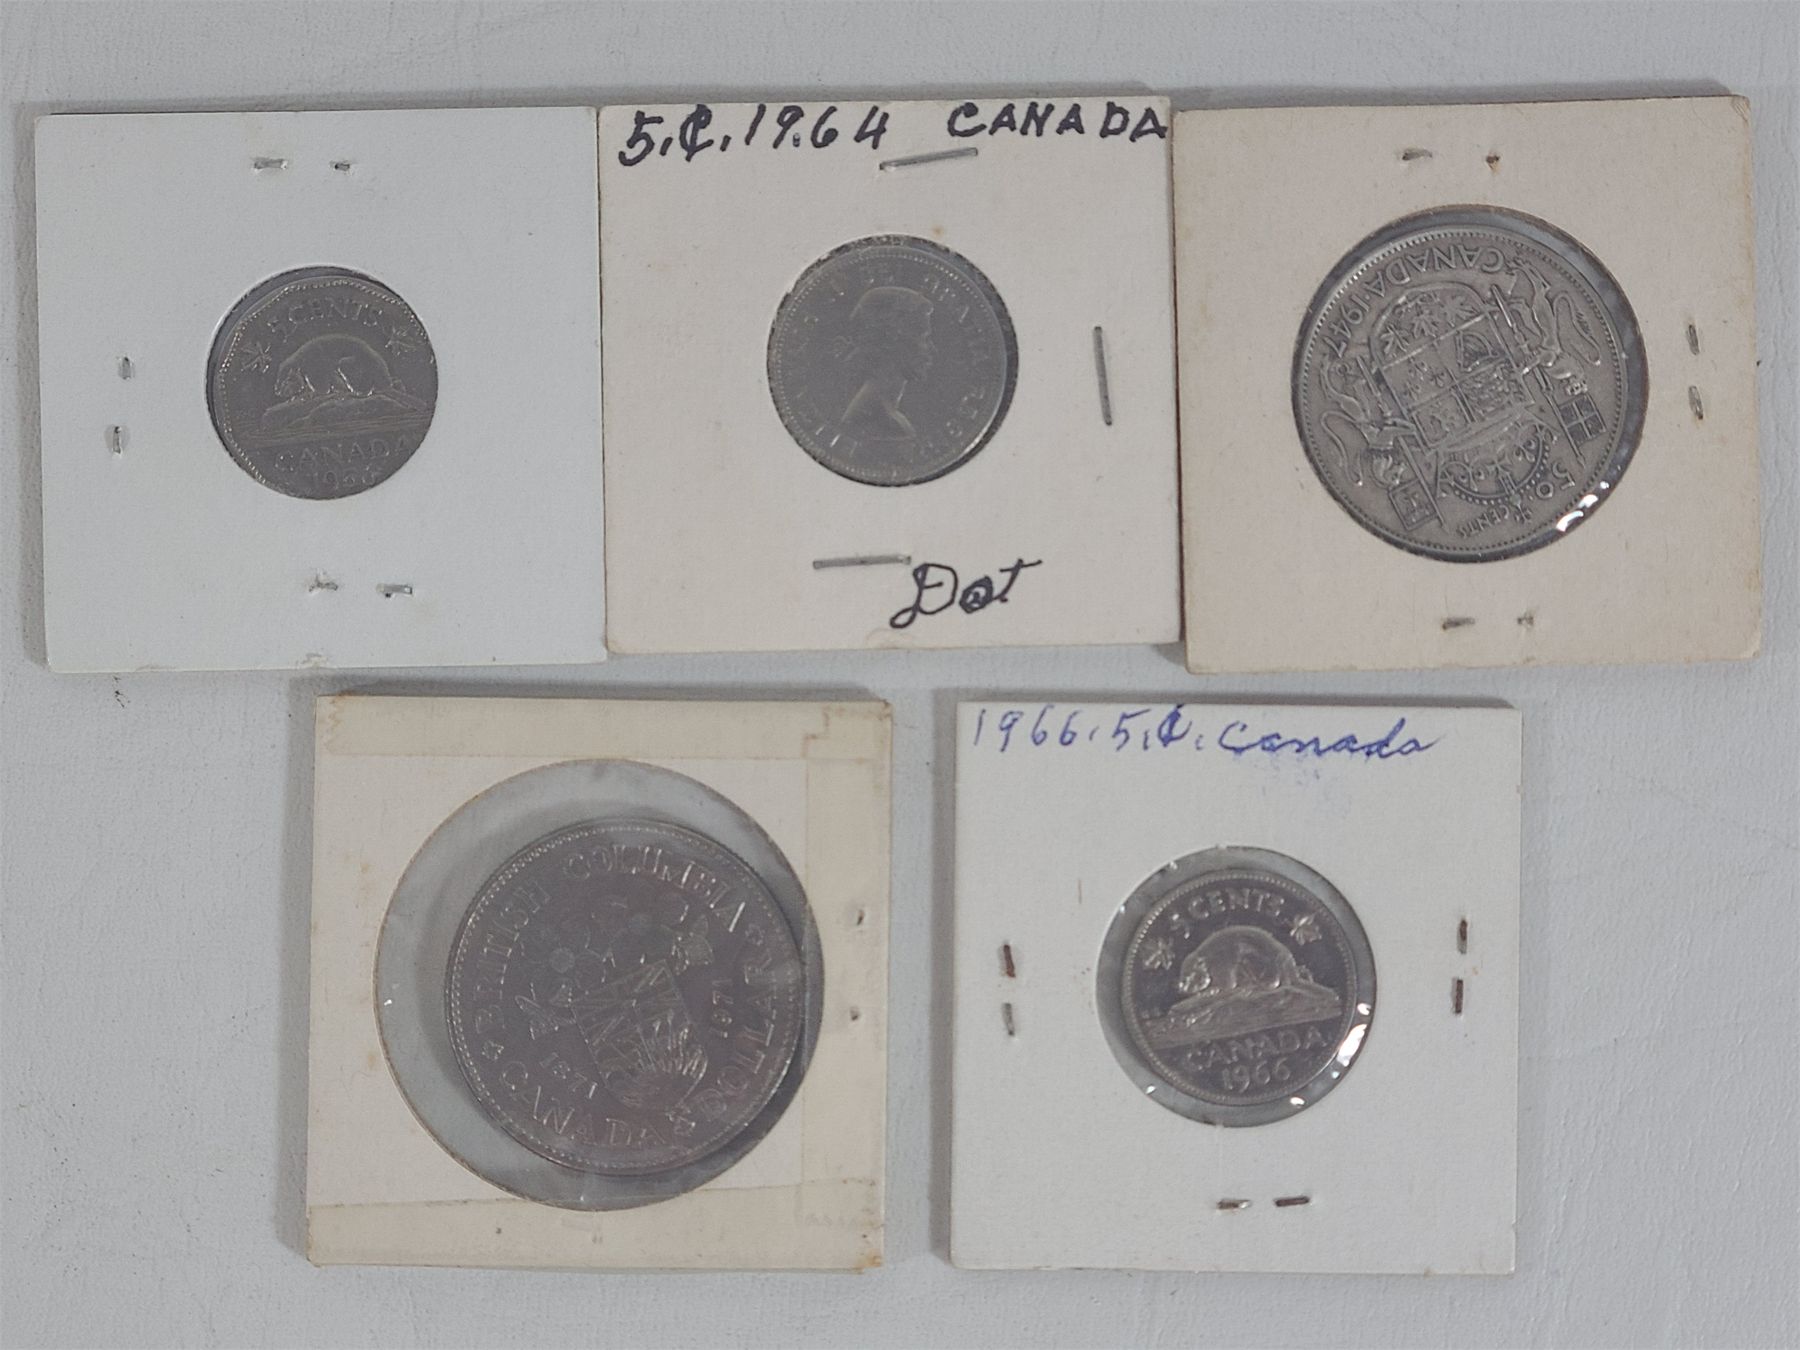 5.¢.1964 CANADA
Dot
5 CENTS
CANADA
CANADA·1947·
50
CENTS
BRITISH COLUMBIA
1871
1971
CANADA
DOLLAR
1966.5.¢. Canada
5 CENTS
CANADA
1966